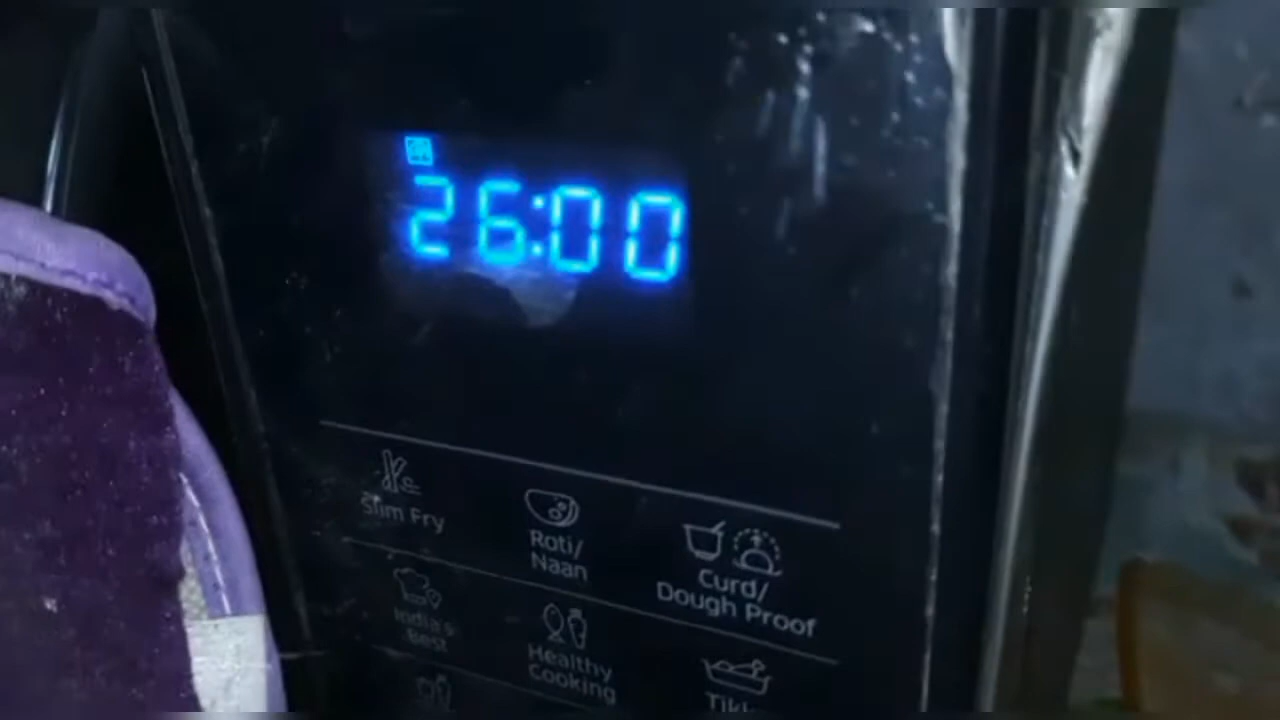 26:00
Slim Fry
Roti/
Naan
Curd/
Dough Proof
India's
Best
Healthy
Cooking